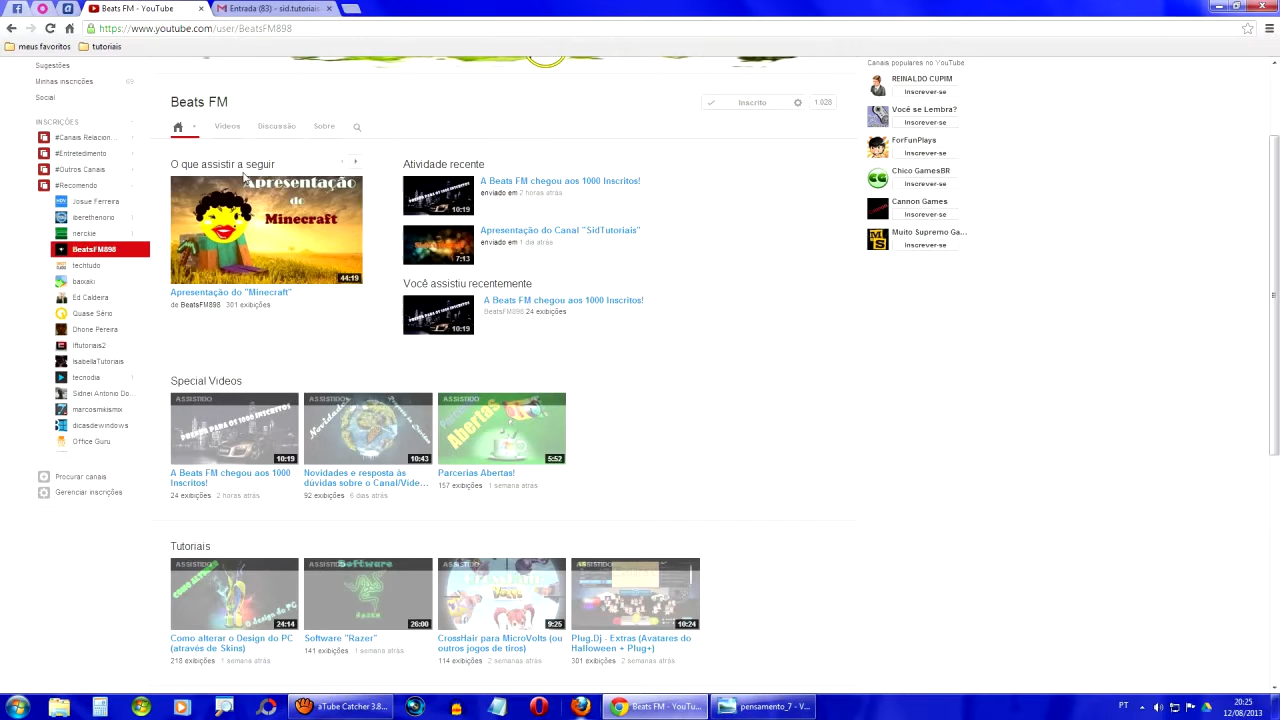 Beats FM - YouTube
Entrada (83) - sid.tutoriais
https://www.youtube.com/user/BeatsFM898
meus favoritos
tutoriais
Sugestões
Minhas inscrições
Social
INSCRIÇÕES
#Canais Relacion...
#Entretedimento
#Outros Canais
#Recomendo
Josue Ferreira
iberethenorio
nerckie
BeatsFM898
techtudo
baixaki
Ed Caldeira
Quase Sério
Dhone Pereira
Iftutoriais2
IsabellaTutoriais
tecnodia
Sidnei Antonio Do...
marcosmikismix
dicasdewindows
Office Guru
Procurar canais
Gerenciar inscrições
Beats FM
Inscrito
1.028
Vídeos
Discussão
Sobre
O que assistir a seguir
Apresentação
do
Minecraft
44:19
Apresentação do "Minecraft"
de BeatsFM898 301 exibições
Atividade recente
10:19
A Beats FM chegou aos 1000 Inscritos!
enviado em 2 horas atrás
7:13
Apresentação do Canal "SidTutoriais"
enviado em 1 dia atrás
Você assistiu recentemente
10:19
A Beats FM chegou aos 1000 Inscritos!
BeatsFM898 24 exibições
Special Videos
ASSISTIDO
10:19
A Beats FM chegou aos 1000
Inscritos!
24 exibições 2 horas atrás
ASSISTIDO
10:43
Novidades e resposta às
dúvidas sobre o Canal/Víde...
92 exibições 6 dias atrás
ASSISTIDO
Abertas
5:52
Parcerias Abertas!
157 exibições 1 semana atrás
Tutoriais
ASSISTIDO
COMO ALTERAR
O design do PC
24:14
Como alterar o Design do PC
(através de Skins)
218 exibições 1 semana atrás
ASSISTIDO
Software
RAZER
26:00
Software "Razer"
141 exibições 1 semana atrás
ASSISTIDO
9:25
CrossHair para MicroVolts (ou
outros jogos de tiros)
114 exibições 2 semanas atrás
ASSISTIDO
10:24
Plug.Dj - Extras (Avatares do
Halloween + Plug+)
301 exibições 2 semanas atrás
Canais populares no YouTube
REINALDO CUPIM
Inscrever-se
Você se Lembra?
Inscrever-se
ForFunPlays
Inscrever-se
Chico GamesBR
Inscrever-se
Cannon Games
Inscrever-se
Muito Supremo Ga...
Inscrever-se
aTube Catcher 3.8...
Beats FM - YouTu...
pensamento_7 - V...
PT
20:25
12/08/2013